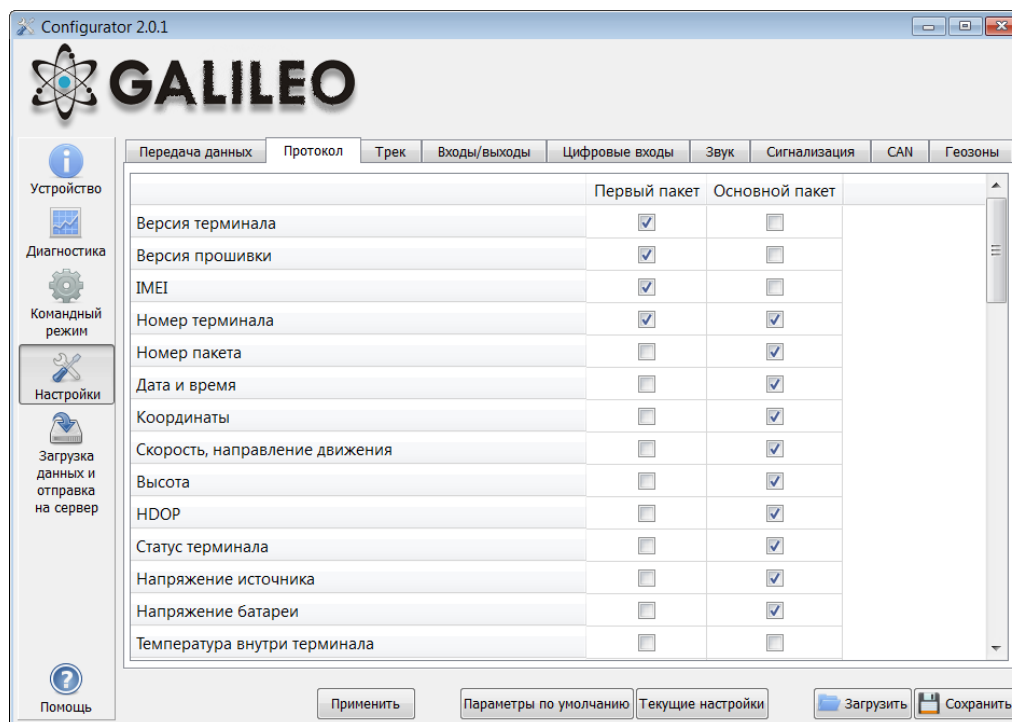 Configurator 2.0.1
GALILEO
Устройство
Диагностика
Командный
режим
Настройки
Загрузка
данных и
отправка
на сервер
Помощь
Передача данных Протокол Трек Входы/выходы Цифровые входы Звук Сигнализация CAN Геозоны
Первый пакет Основной пакет
Версия терминала
Версия прошивки
IMEI
Номер терминала
Номер пакета
Дата и время
Координаты
Скорость, направление движения
Высота
HDOP
Статус терминала
Напряжение источника
Напряжение батареи
Температура внутри терминала
Применить Параметры по умолчанию Текущие настройки Загрузить Сохранить